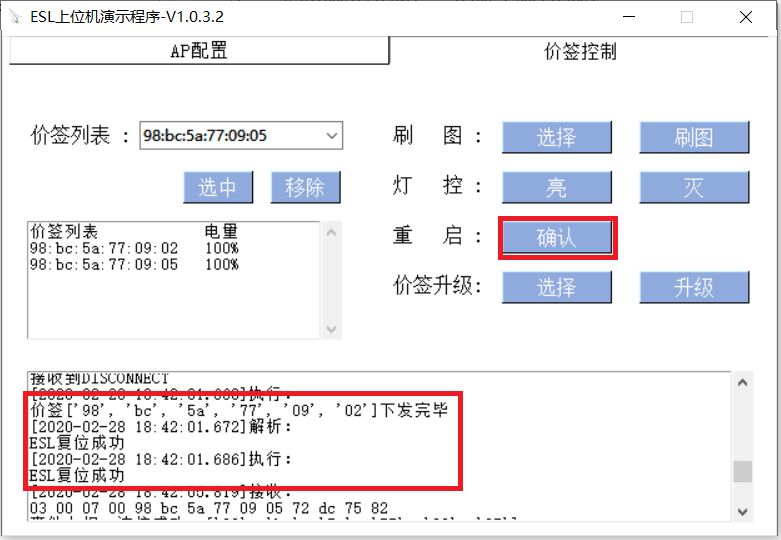 ESL上位机演示程序-V1.0.3.2
AP配置
价签控制
价签列表 : 98:bc:5a:77:09:05
选中 移除
价签列表 电量
98:bc:5a:77:09:02 100%
98:bc:5a:77:09:05 100%
刷 图 : 选择 刷图
灯 控 : 亮 灭
重 启 : 确认
价签升级: 选择 升级
接收到DISCONNECT
[2020-02-28 18:42:01.668]执行:
价签['98', 'bc', '5a', '77', '09', '02']下发完毕
[2020-02-28 18:42:01.672]解析:
ESL复位成功
[2020-02-28 18:42:01.686]执行:
ESL复位成功
[2020-02-28 18:42:05.819]接收:
03 00 07 00 98 bc 5a 77 09 05 72 dc 75 82